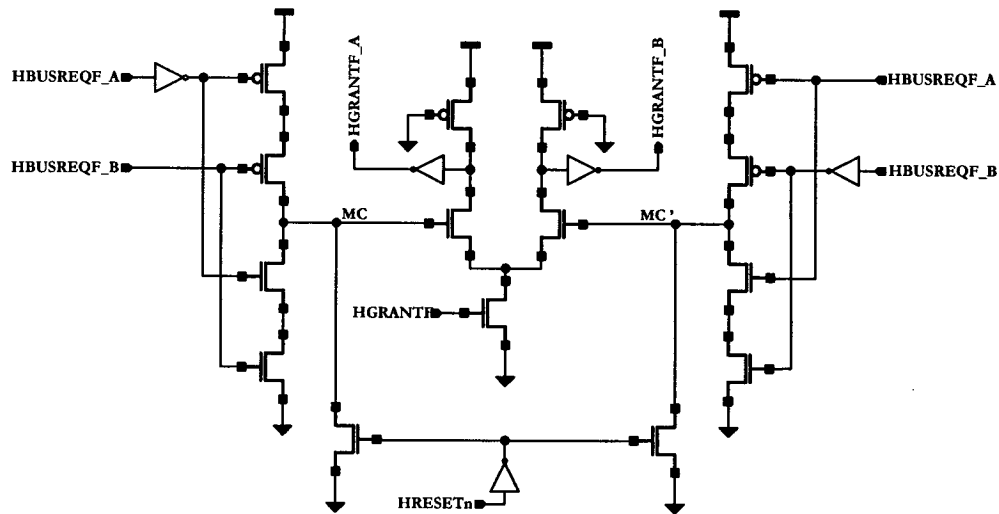 HBUSREQF_A
HGRANTF_A
HGRANTF_B
HBUSREQF_A
HBUSREQF_B
HBUSREQF_B
MC
MC'
HGRANTF
HRESETn